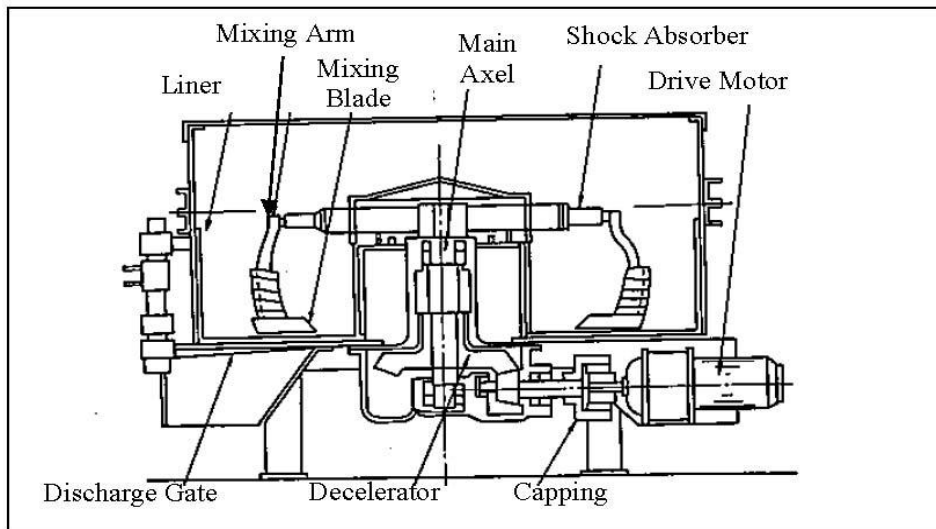 Mixing Arm
Main
Axel
Shock Absorber
Liner
Mixing
Blade
Drive Motor
Discharge Gate
Decelerator
Capping